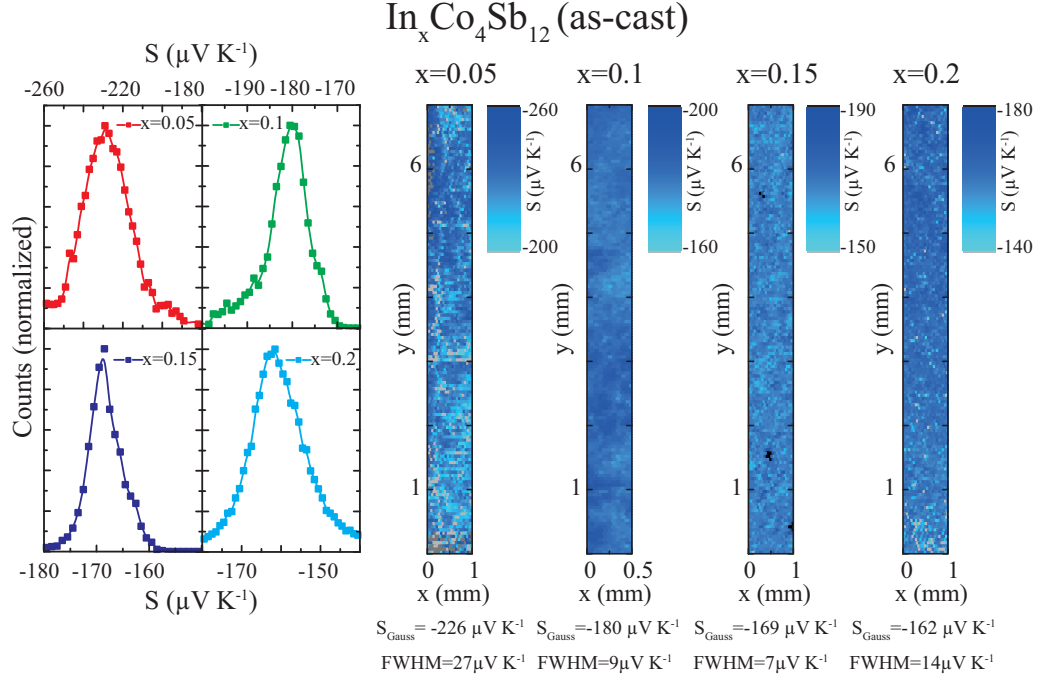 InxCo4Sb12 (as-cast)
S (µV K-1)
-260 -220 -180 -190 -180 -170
x=0.05 x=0.1
x=0.15 x=0.2
Counts (normalized)
-180 -170 -160 -170 -150
S (µV K-1)
x=0.05 x=0.1 x=0.15 x=0.2
-260 -200 -190 -180
S (µV K-1) S (µV K-1) S (µV K-1) S (µV K-1)
-200 -160 -150 -140
6 6 6 6
y (mm) y (mm) y (mm) y (mm)
1 1 1 1
0 1 0 0.5 0 1 0 1
x (mm) x (mm) x (mm) x (mm)
SGauss= -226 µV K-1 SGauss=-180 µV K-1 SGauss=-169 µV K-1 SGauss=-162 µV K-1
FWHM=27µV K-1 FWHM=9µV K-1 FWHM=7µV K-1 FWHM=14µV K-1